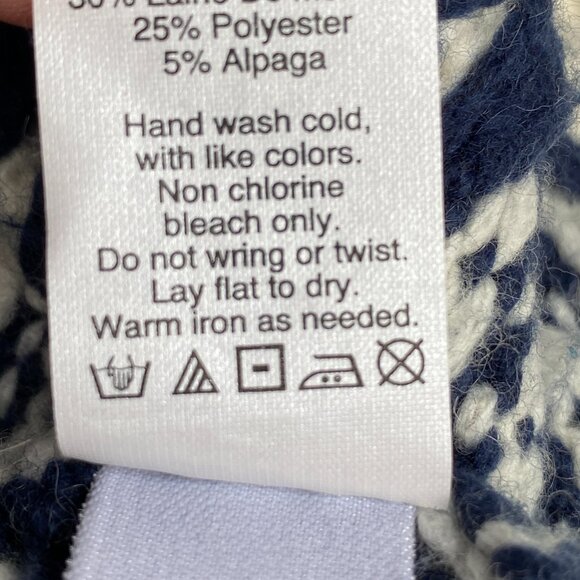 25% Polyester
5% Alpaga
Hand wash cold,
with like colors.
Non chlorine
bleach only.
Do not wring or twist.
Lay flat to dry.
Warm iron as needed.